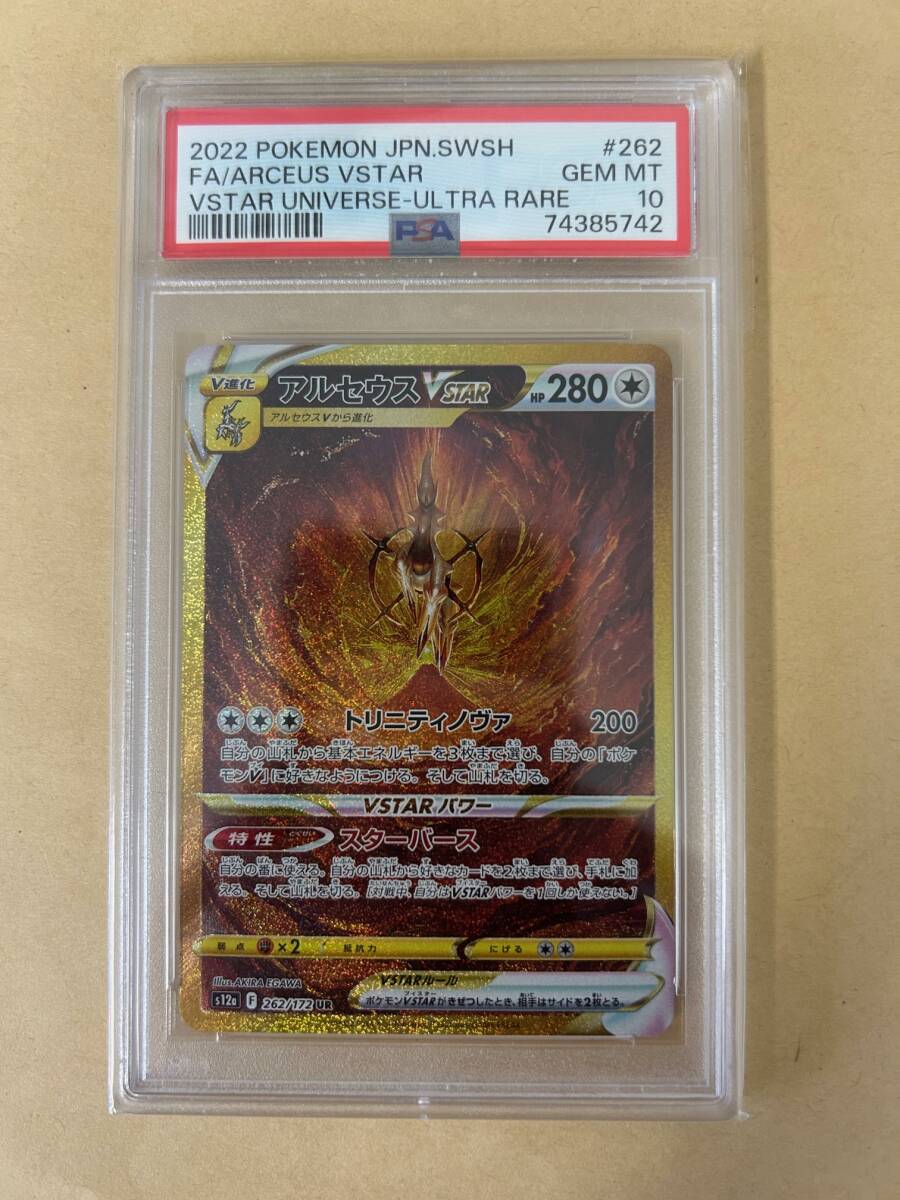 2022 POKEMON JPN.SWSH #262
FA/ARCEUS VSTAR GEM MT
VSTAR UNIVERSE-ULTRA RARE 10
74385742
PSA
V進化
アルセウス VSTAR HP 280
アルセウスVから進化
トリニティノヴァ 200
自分の山札から基本エネルギーを3枚まで選び、自分の「ポケ
モンV」に好きなようにつける。そして山札を切る。
VSTARパワー
特性 とくせい スターバース
自分の番に使える。自分の山札から好きなカードを2枚まで選び、手札に加
える。そして山札を切る。[対戦中、自分はVSTARパワーを1回しか使えない。]
弱点 ×2 抵抗力 にげる
Illus. AKIRA EGAWA
VSTARルール
s12a F 262/172 UR
ポケモンVSTARがきぜつしたとき、相手はサイドを2枚とる。